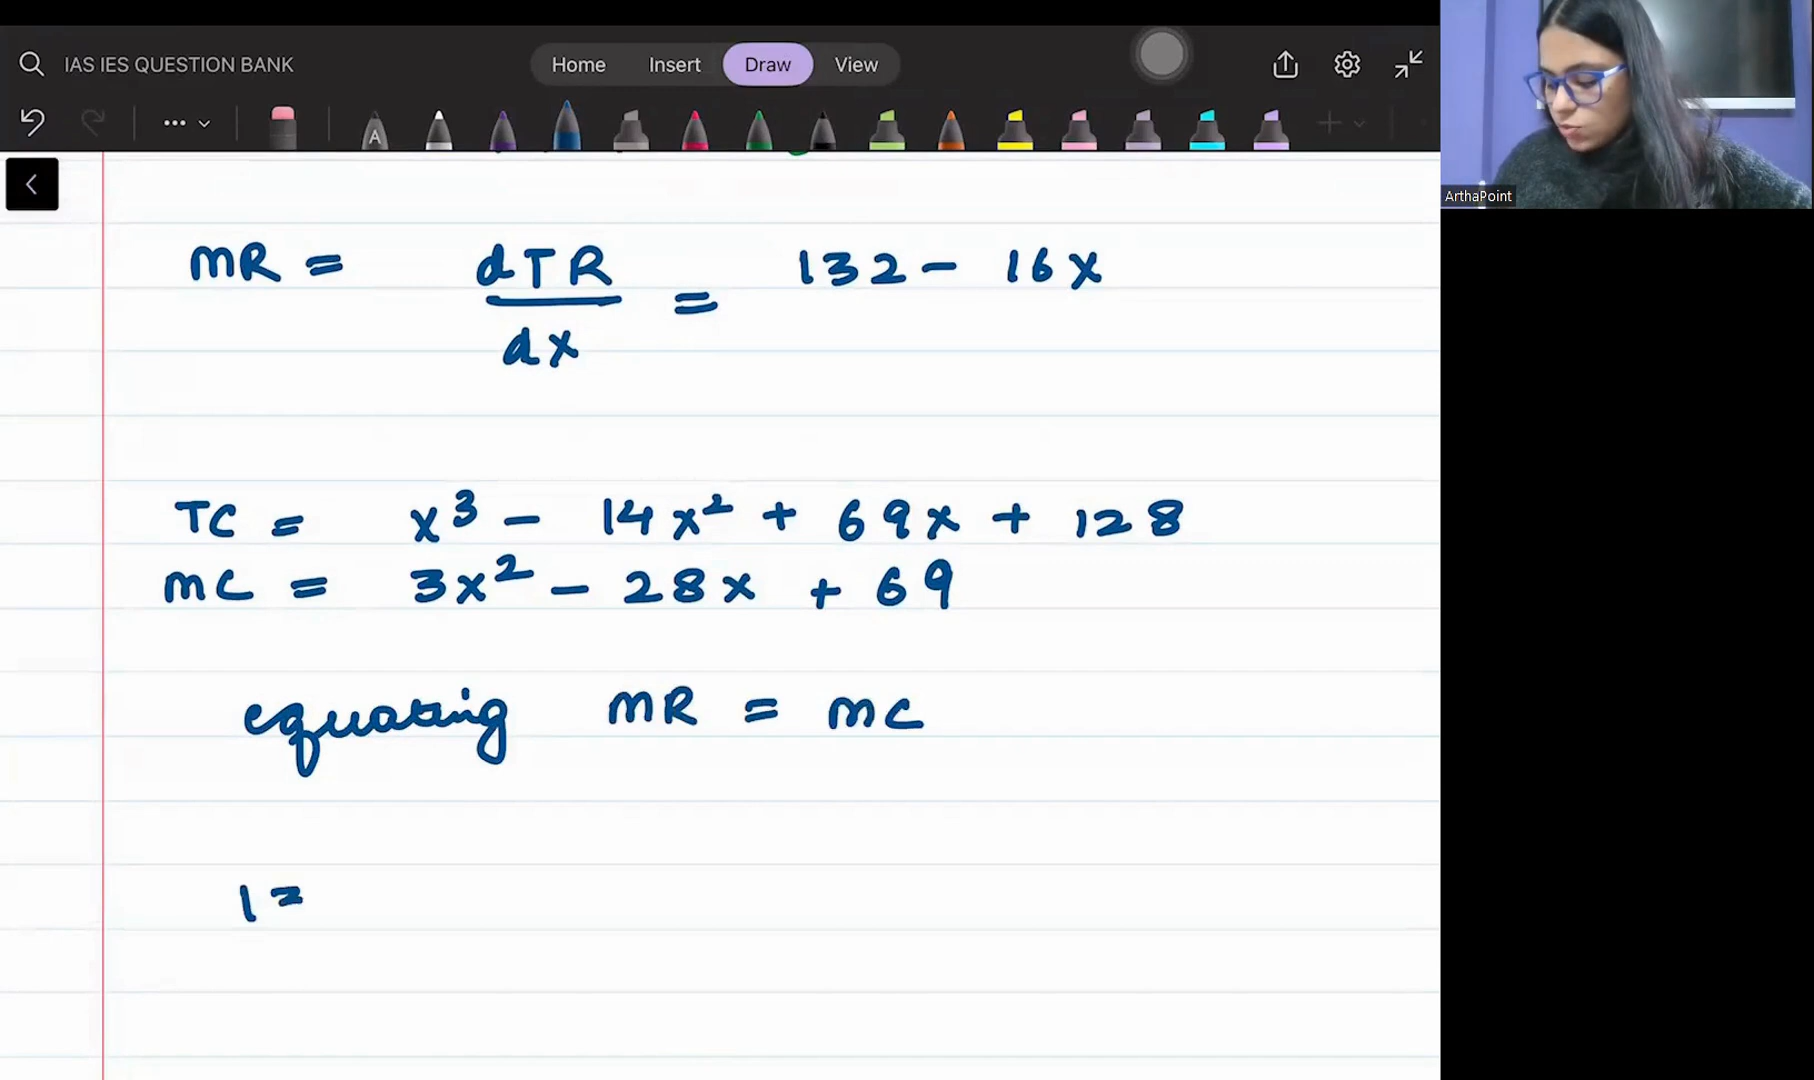 IAS IES QUESTION BANK
Home Insert Draw View
A
ArthaPoint
MR = dTR/dx = 132 - 16x
TC = x³ - 14x² + 69x + 128
MC = 3x² - 28x + 69
equating MR = MC
1=